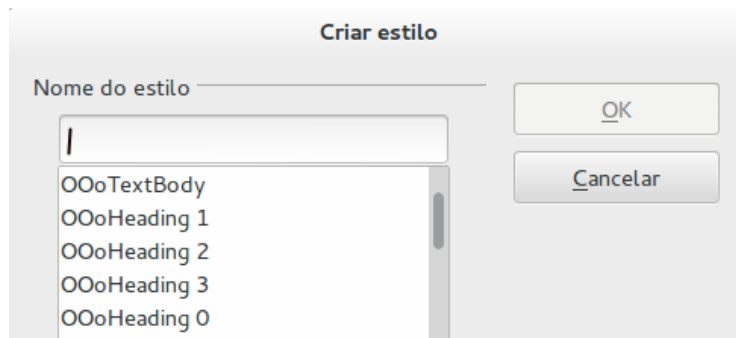 Criar estilo
Nome do estilo
OK
Cancelar
OOoTextBody
OOoHeading 1
OOoHeading 2
OOoHeading 3
OOoHeading 0